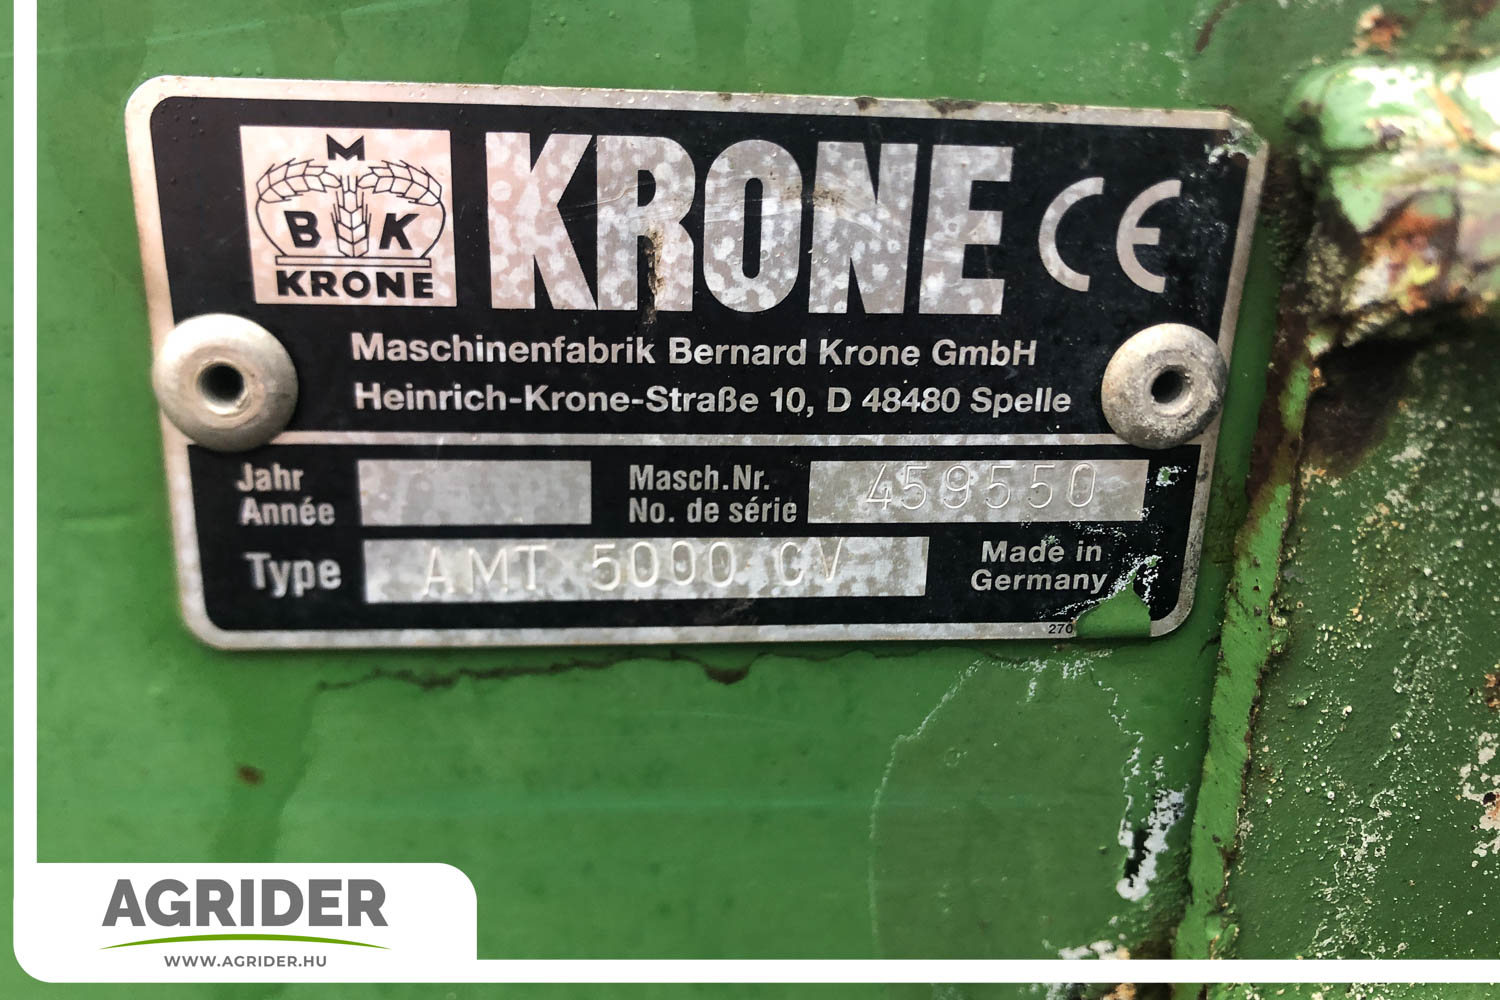 M
B K
KRONE
KRONE CE
Maschinenfabrik Bernard Krone GmbH
Heinrich-Krone-Straße 10, D 48480 Spelle
Jahr
Année
Masch.Nr.
No. de série
459550
Type
AMT 5000 CV
Made in
Germany
270
AGRIDER
WWW.AGRIDER.HU